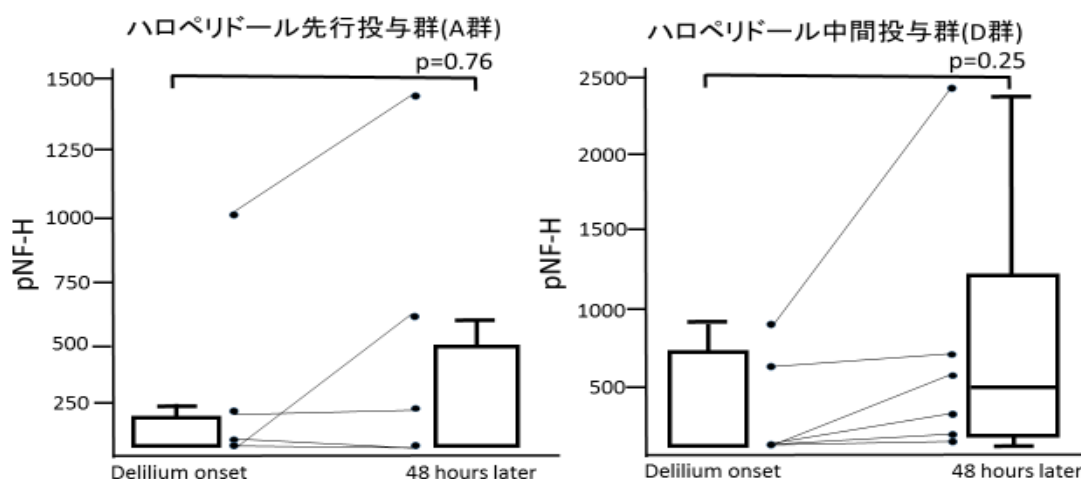 ハロペリドール先行投与群(A群)
p=0.76
1500
1250
1000
750
500
250
pNF-H
Delilium onset
48 hours later
ハロペリドール中間投与群(D群)
p=0.25
2500
2000
1500
1000
500
pNF-H
Delilium onset
48 hours later